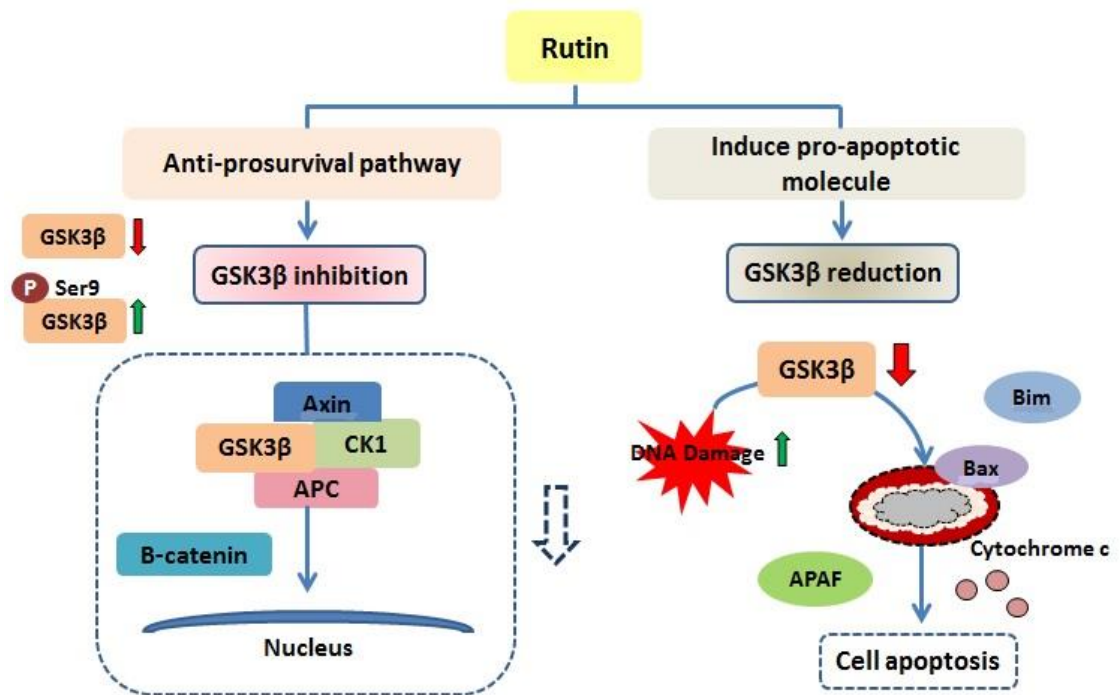 Rutin
Anti-prosurvival pathway
Induce pro-apoptotic
molecule
GSK3β
P
Ser9
GSK3β
GSK3β inhibition
GSK3β reduction
Axin
GSK3β
CK1
APC
B-catenin
Nucleus
GSK3β
DNA Damage
Bim
Bax
Cytochrome c
APAF
Cell apoptosis